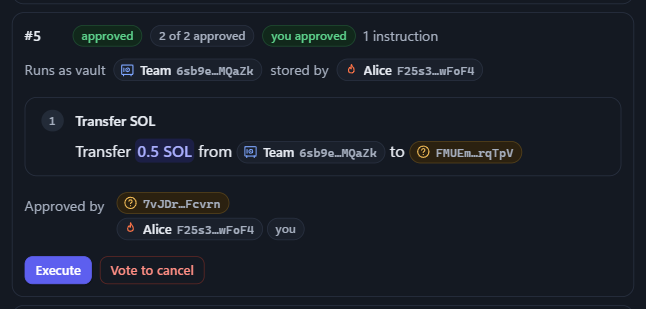 #5 approved 2 of 2 approved you approved 1 instruction
Runs as vault Team 6sb9e…MQaZk stored by Alice F25s3…wFoF4
1 Transfer SOL
Transfer 0.5 SOL from Team 6sb9e…MQaZk to FMUEm…rqTpV
Approved by 7vJDr…Fcvrn
Alice F25s3…wFoF4 you
Execute Vote to cancel